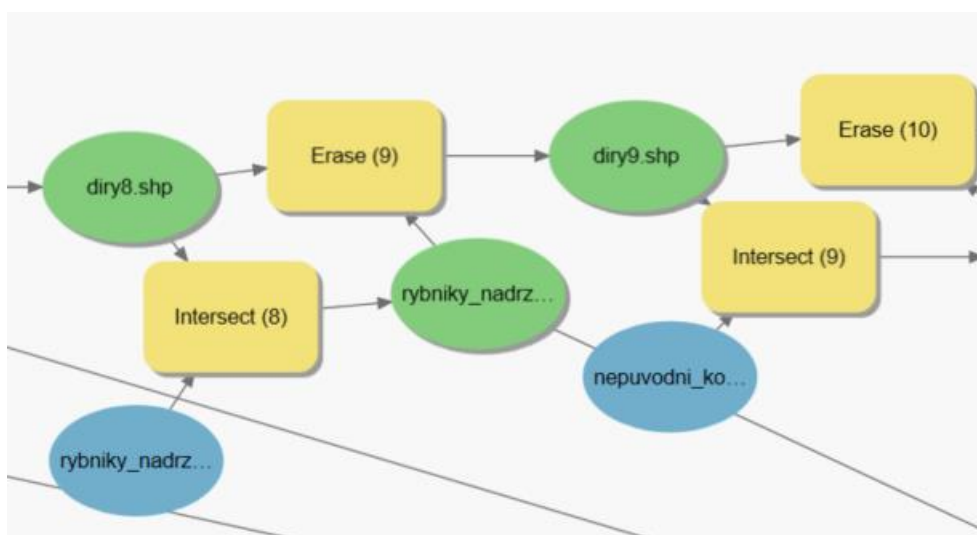 Erase (10)
Erase (9)
diry9.shp
diry8.shp
Intersect (9)
rybniky_nadrz...
Intersect (8)
nepuvodni_ko...
rybniky_nadrz...